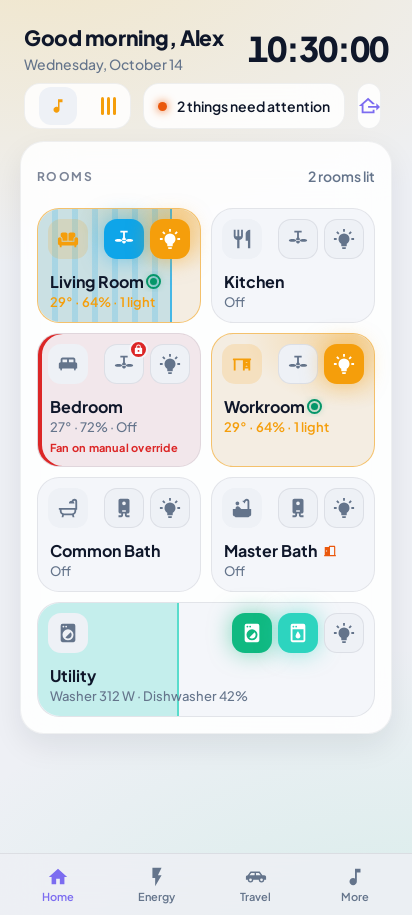 Good morning, Alex
Wednesday, October 14
10:30:00
2 things need attention
ROOMS
2 rooms lit
Living Room
29° · 64% · 1 light
Kitchen
Off
Bedroom
27° · 72% · Off
Fan on manual override
Workroom
29° · 64% · 1 light
Common Bath
Off
Master Bath
Off
Utility
Washer 312 W · Dishwasher 42%
Home
Energy
Travel
More